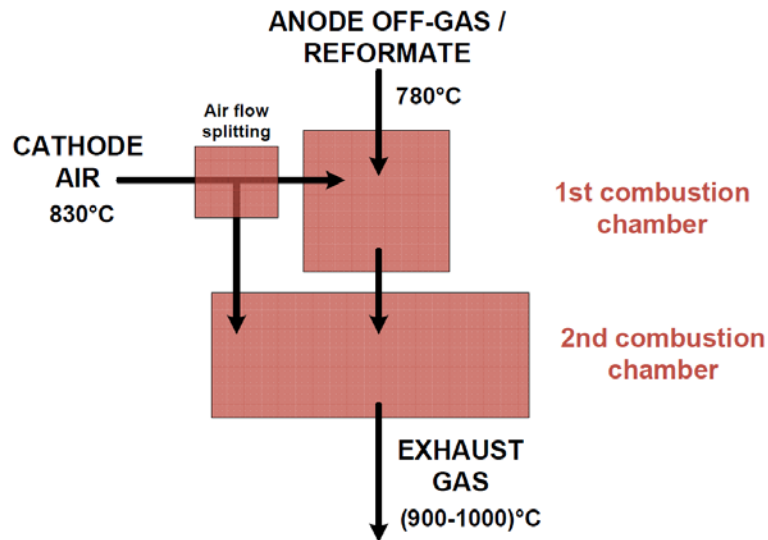 ANODE OFF-GAS /
REFORMATE
780°C
Air flow
splitting
CATHODE
AIR
830°C
1st combustion
chamber
2nd combustion
chamber
EXHAUST
GAS
(900-1000)°C